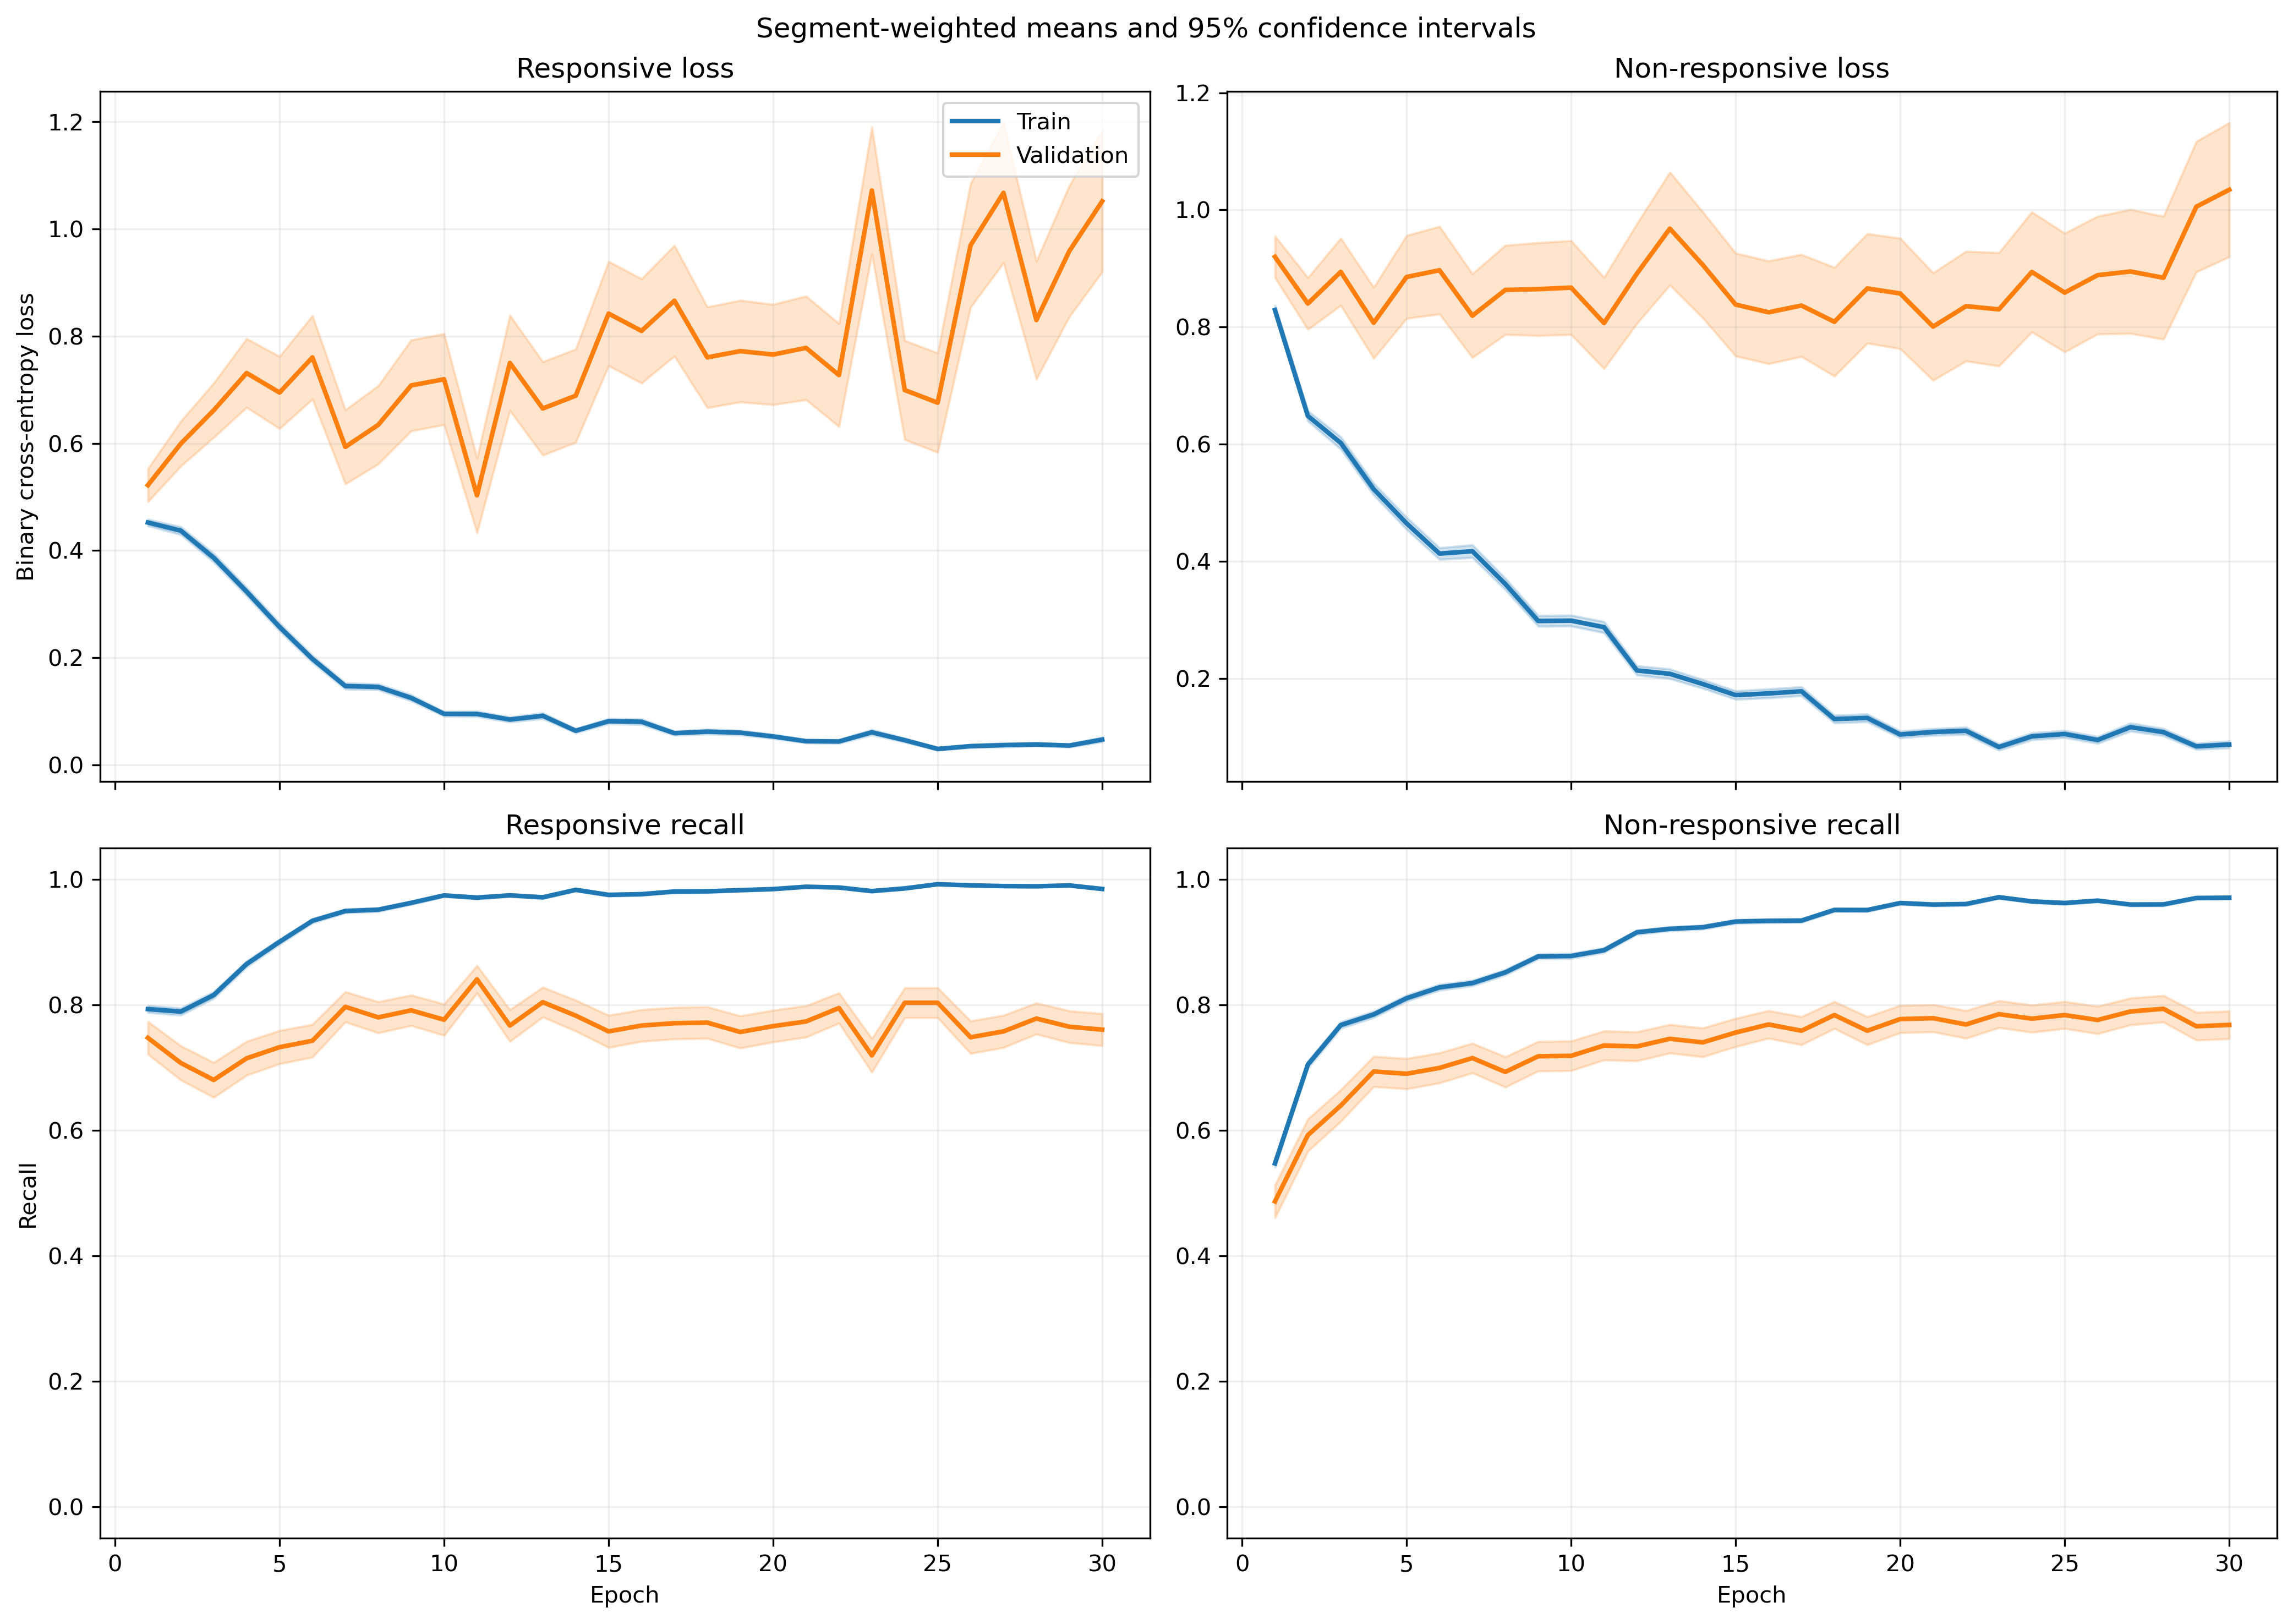 Segment-weighted means and 95% confidence intervals
Responsive loss
Non-responsive loss
Binary cross-entropy loss
1.2
1.0
0.8
0.6
0.4
0.2
0.0
Train
Validation
1.2
1.0
0.8
0.6
0.4
0.2
Responsive recall
Non-responsive recall
Recall
1.0
0.8
0.6
0.4
0.2
0.0
0 5 10 15 20 25 30
Epoch
1.0
0.8
0.6
0.4
0.2
0.0
0 5 10 15 20 25 30
Epoch